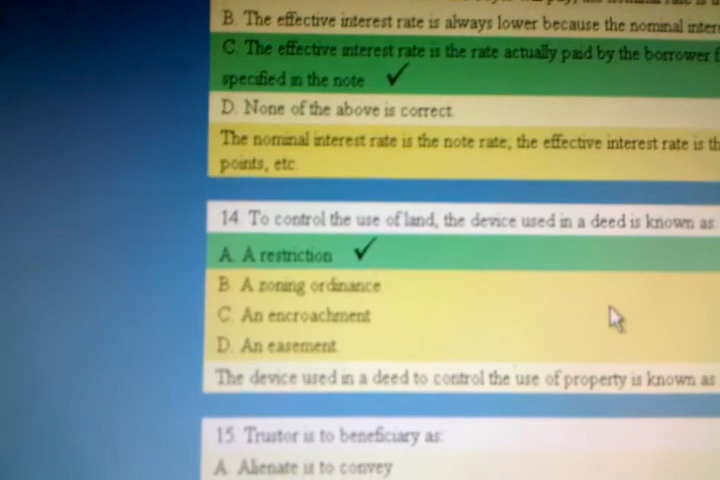 B. The effective interest rate is always lower because the nominal inter
C. The effective interest rate is the rate actually paid by the borrower f
specified in the note
D. None of the above is correct.
The nominal interest rate is the note rate; the effective interest rate is th
points, etc.
14. To control the use of land, the device used in a deed is known as:
A. A restriction
B. A zoning ordinance
C. An encroachment
D. An easement.
The device used in a deed to control the use of property is known as
15. Trustor is to beneficiary as:
A. Alienate is to convey